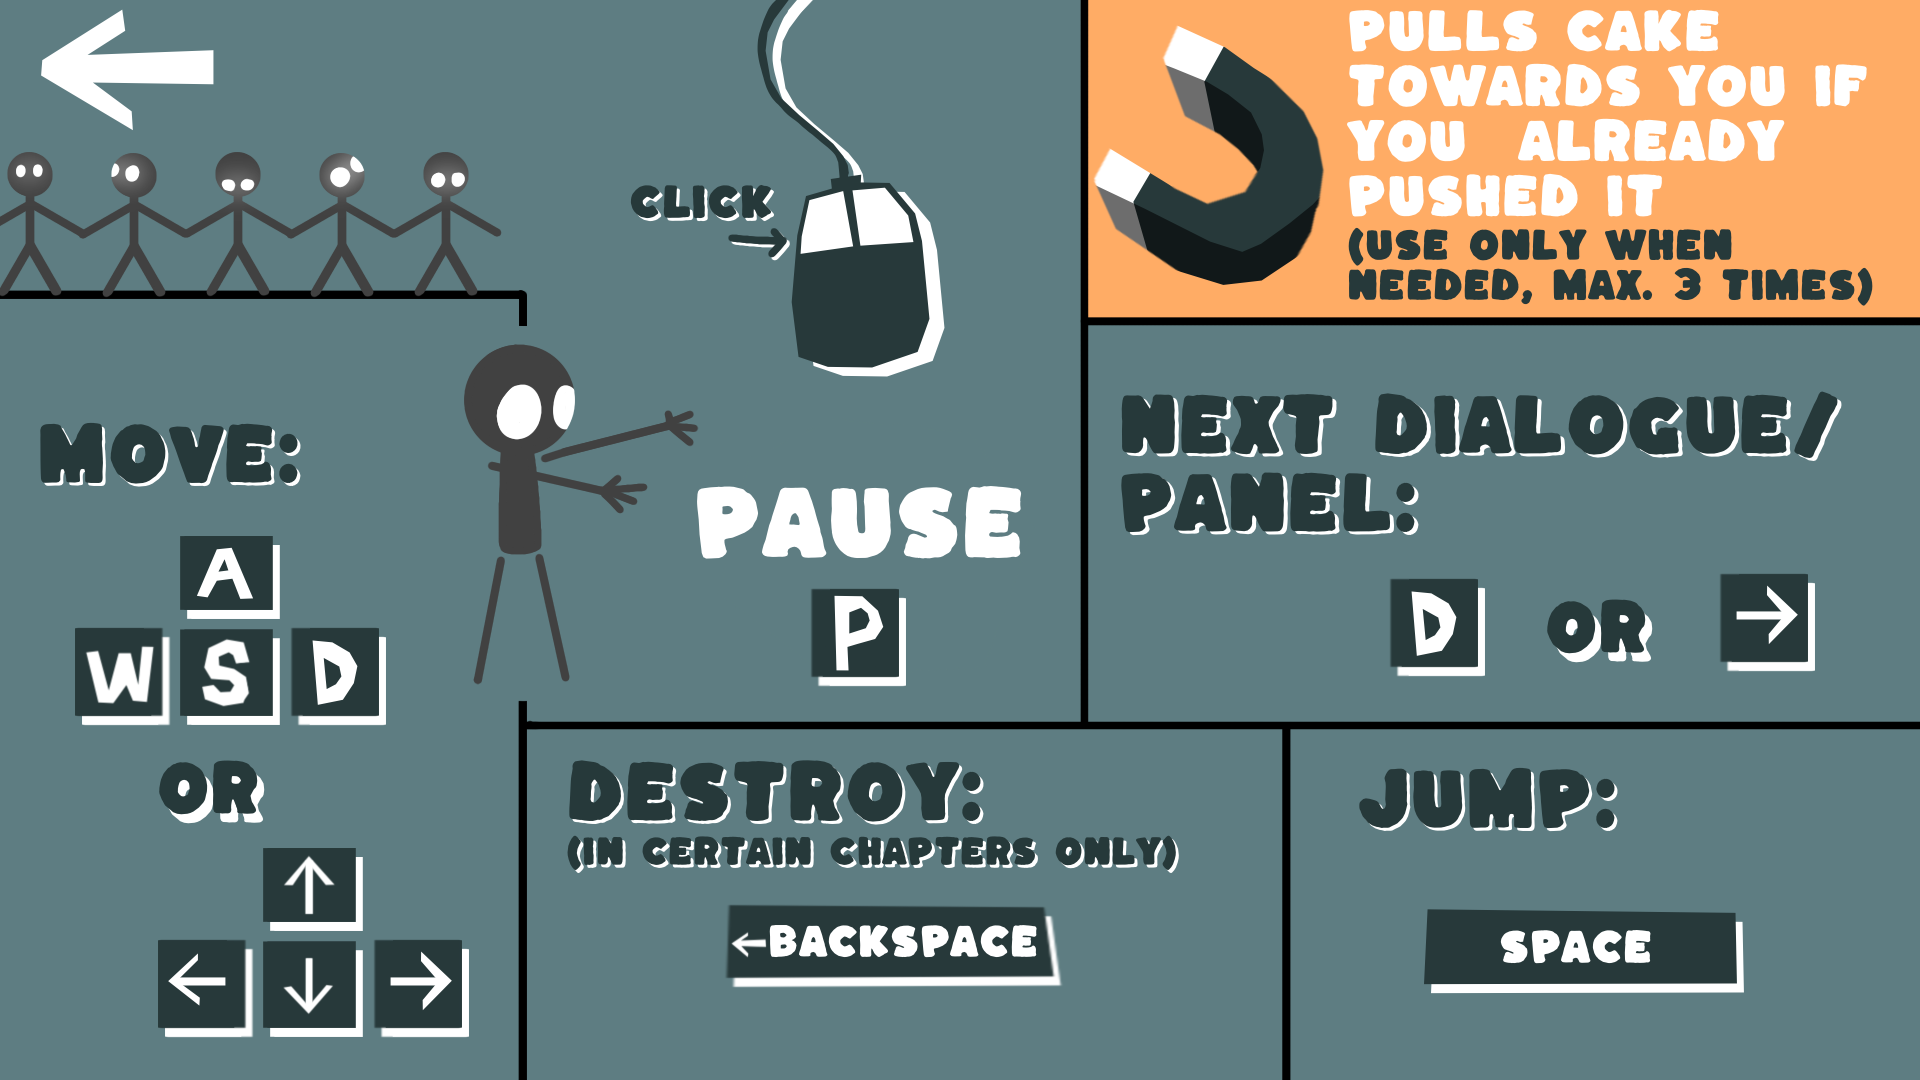 CLICK
MOVE:
A
W S D
OR
↑
← ↓ →
PAUSE
P
PULLS CAKE
TOWARDS YOU IF
YOU ALREADY
PUSHED IT
(USE ONLY WHEN
NEEDED, MAX. 3 TIMES)
NEXT DIALOGUE/
PANEL:
D OR →
DESTROY:
(IN CERTAIN CHAPTERS ONLY)
←BACKSPACE
JUMP:
SPACE